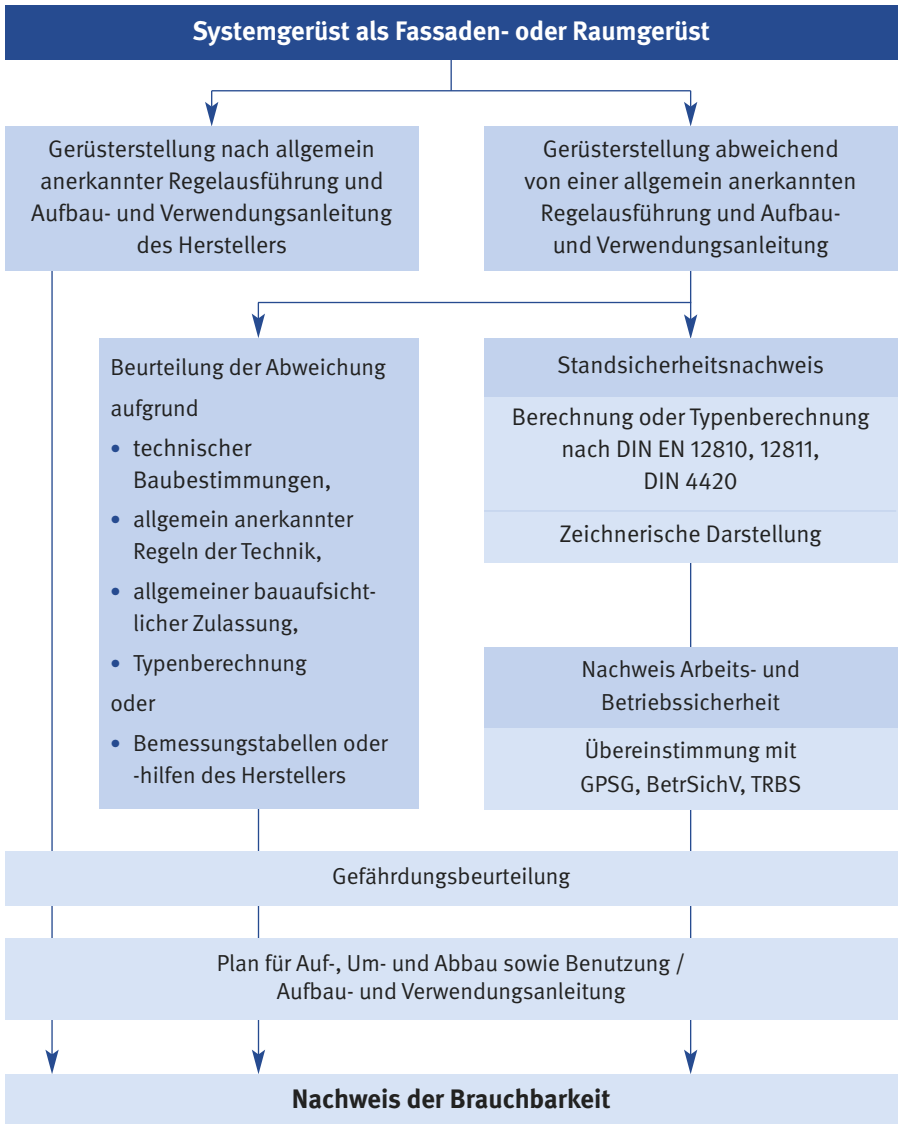 Systemgerüst als Fassaden- oder Raumgerüst
Gerüsterstellung nach allgemein
anerkannter Regelausführung und
Aufbau- und Verwendungsanleitung
des Herstellers
Gerüsterstellung abweichend
von einer allgemein anerkannten
Regelausführung und Aufbau-
und Verwendungsanleitung
Beurteilung der Abweichung
aufgrund
• technischer
Baubestimmungen,
• allgemein anerkannter
Regeln der Technik,
• allgemeiner bauaufsicht-
licher Zulassung,
• Typenberechnung
oder
• Bemessungstabellen oder
-hilfen des Herstellers
Standsicherheitsnachweis
Berechnung oder Typenberechnung
nach DIN EN 12810, 12811,
DIN 4420
Zeichnerische Darstellung
Nachweis Arbeits- und
Betriebssicherheit
Übereinstimmung mit
GPSG, BetrSichV, TRBS
Gefährdungsbeurteilung
Plan für Auf-, Um- und Abbau sowie Benutzung /
Aufbau- und Verwendungsanleitung
Nachweis der Brauchbarkeit